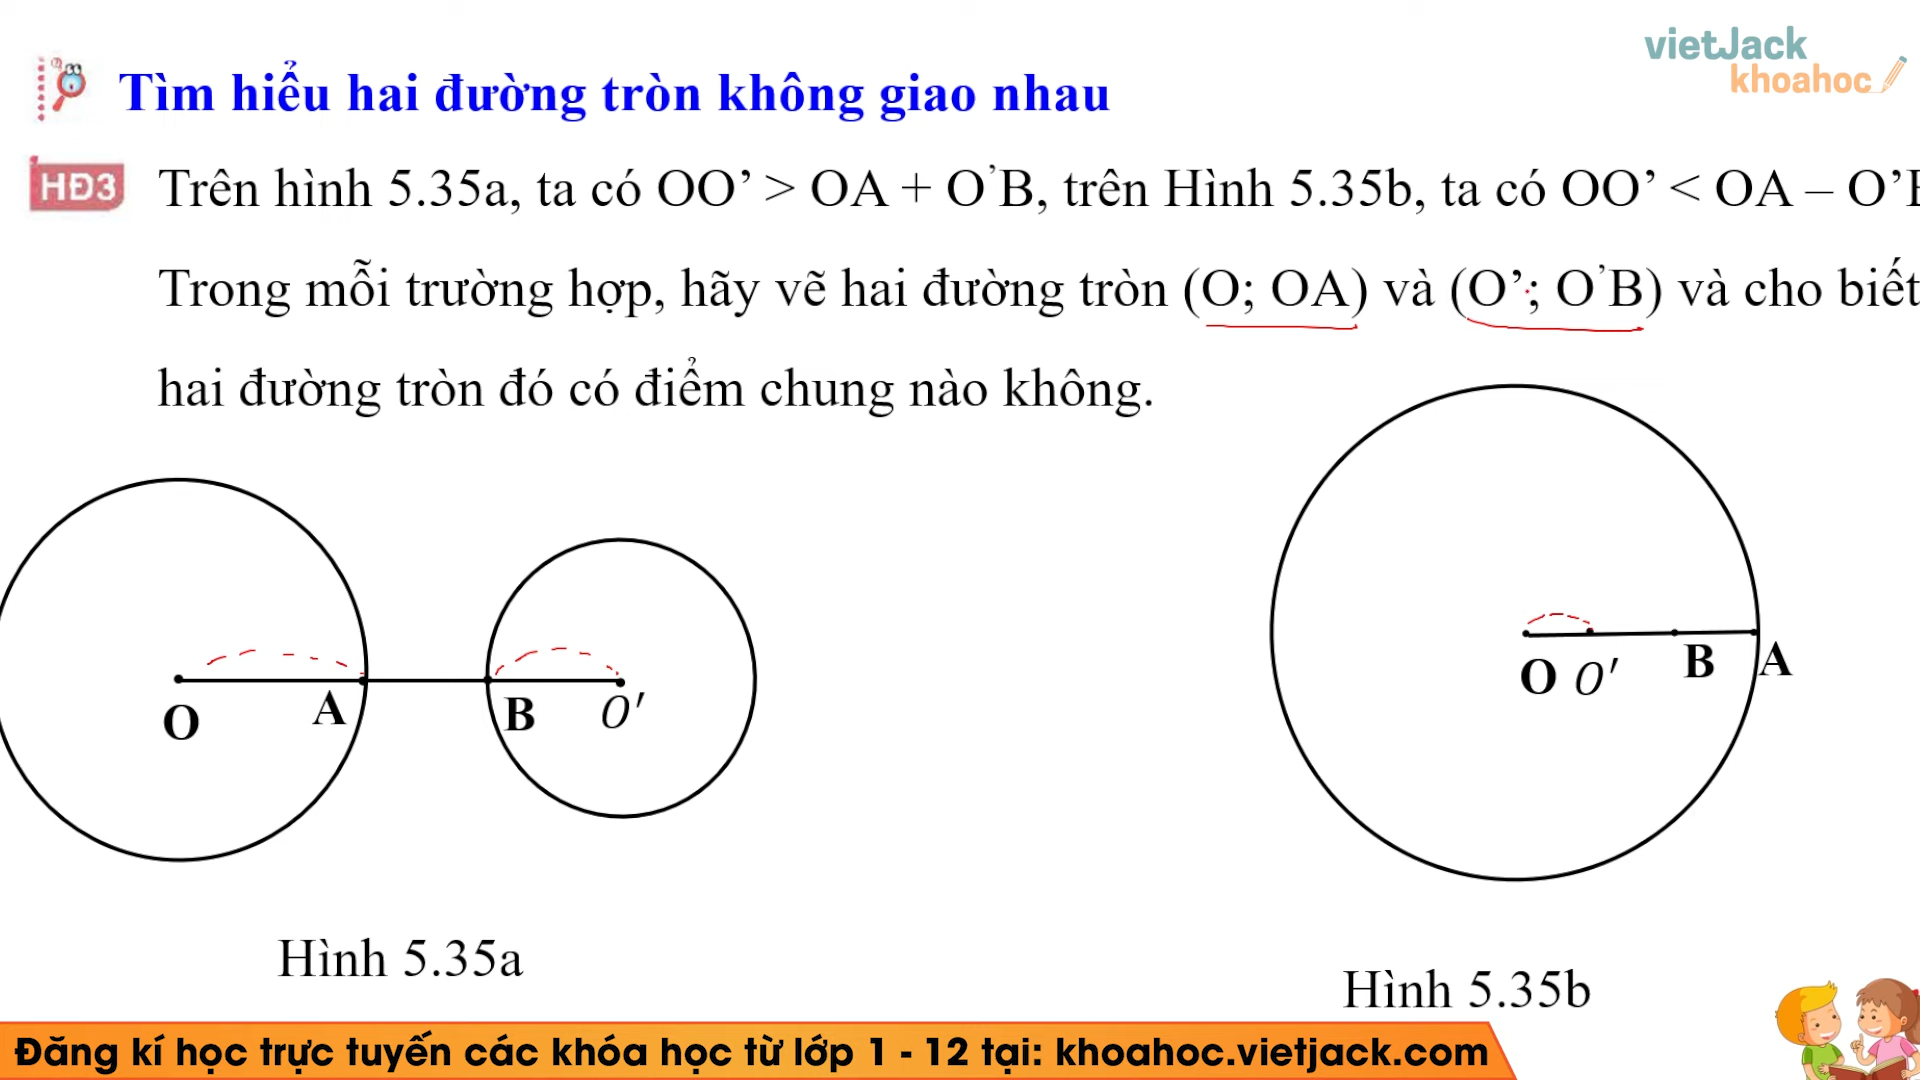 vietJack
khoahoc
Tìm hiểu hai đường tròn không giao nhau
HĐ3
Trên hình 5.35a, ta có OO’ > OA + O’B, trên Hình 5.35b, ta có OO’ < OA – O’
Trong mỗi trường hợp, hãy vẽ hai đường tròn (O; OA) và (O’; O’B) và cho biết
hai đường tròn đó có điểm chung nào không.
O A B O′
O O′ B A
Hình 5.35a
Hình 5.35b
Đăng kí học trực tuyến các khóa học từ lớp 1 - 12 tại: khoahoc.vietjack.com